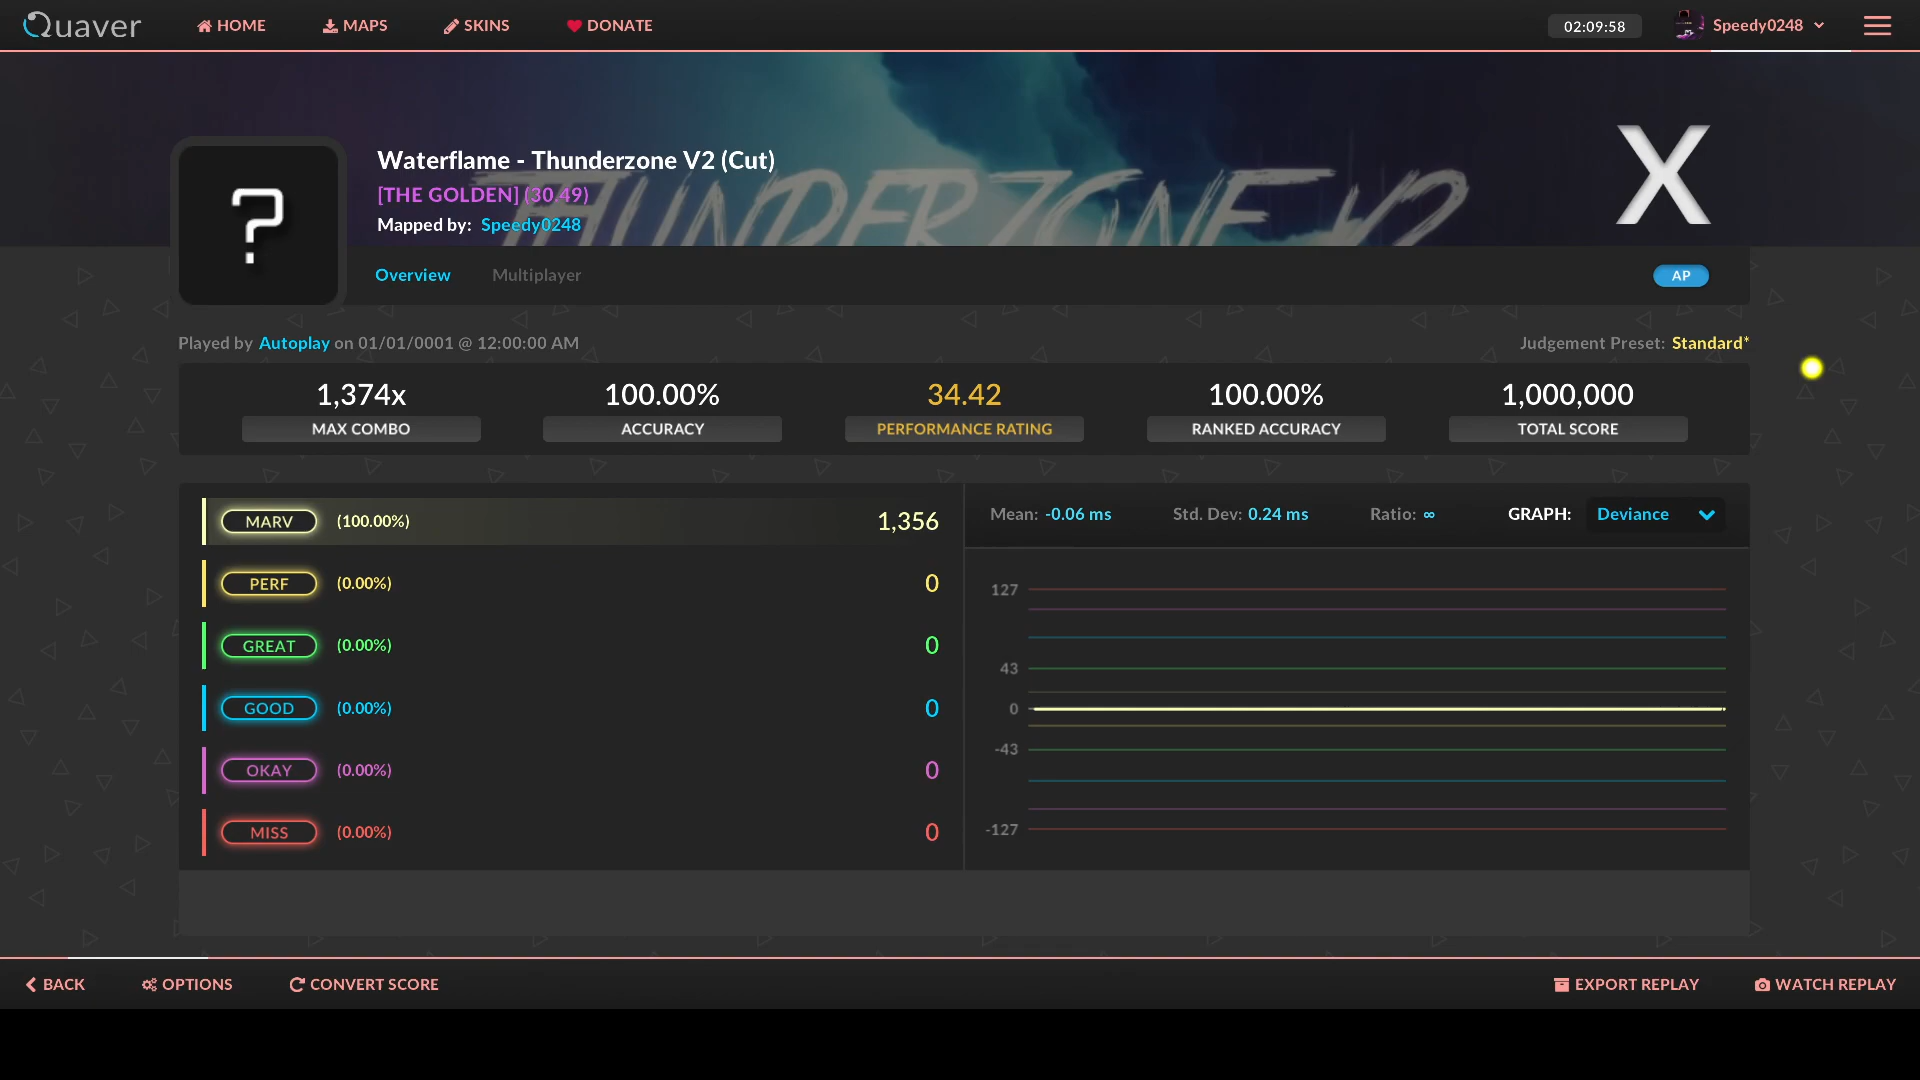 Quaver
HOME
MAPS
SKINS
DONATE
02:09:58
Speedy0248
THUNDERZONE V2
?
Waterflame - Thunderzone V2 (Cut)
[THE GOLDEN] (30.49)
Mapped by: Speedy0248
X
Overview
Multiplayer
AP
Played by Autoplay on 01/01/0001 @ 12:00:00 AM
Judgement Preset: Standard*
1,374x
MAX COMBO
100.00%
ACCURACY
34.42
PERFORMANCE RATING
100.00%
RANKED ACCURACY
1,000,000
TOTAL SCORE
MARV (100.00%) 1,356
PERF (0.00%) 0
GREAT (0.00%) 0
GOOD (0.00%) 0
OKAY (0.00%) 0
MISS (0.00%) 0
Mean: -0.06 ms
Std. Dev: 0.24 ms
Ratio: ∞
GRAPH: Deviance
127
43
0
-43
-127
BACK
OPTIONS
CONVERT SCORE
EXPORT REPLAY
WATCH REPLAY